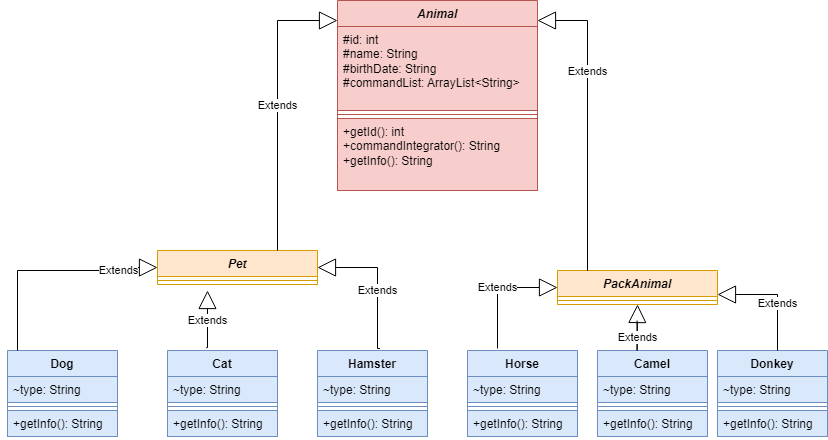 Animal
#id: int
#name: String
#birthDate: String
#commandList: ArrayList<String>
+getId(): int
+commandIntegrator(): String
+getInfo(): String
Extends
Extends
Pet
PackAnimal
Extends
Extends
Extends
Extends
Extends
Extends
Dog
~type: String
+getInfo(): String
Cat
~type: String
+getInfo(): String
Hamster
~type: String
+getInfo(): String
Horse
~type: String
+getInfo(): String
Camel
~type: String
+getInfo(): String
Donkey
~type: String
+getInfo(): String